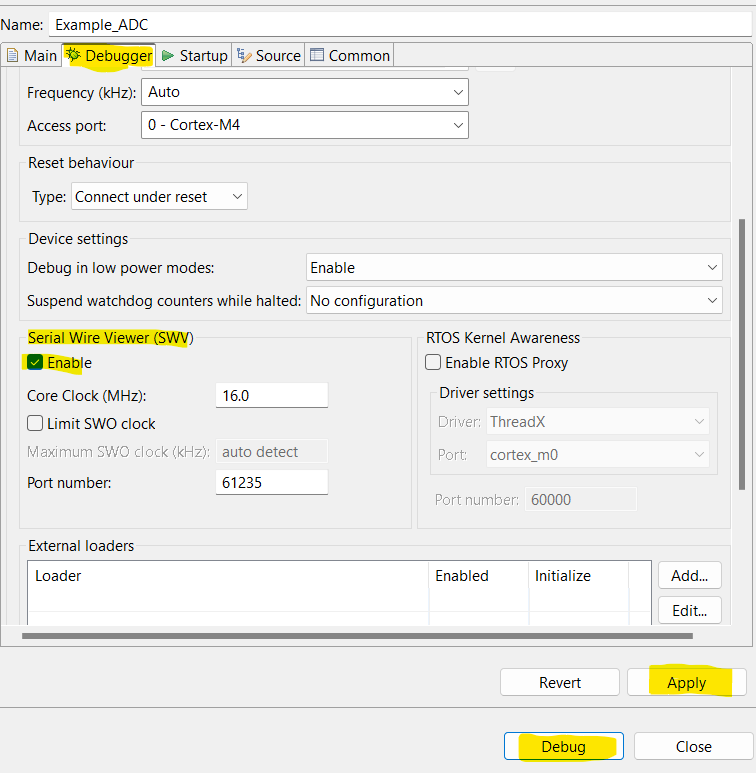 Name: Example_ADC
Main Debugger Startup Source Common
Frequency (kHz): Auto
Access port: 0 - Cortex-M4
Reset behaviour
Type: Connect under reset
Device settings
Debug in low power modes: Enable
Suspend watchdog counters while halted: No configuration
Serial Wire Viewer (SWV)
Enable
Core Clock (MHz): 16.0
Limit SWO clock
Maximum SWO clock (kHz): auto detect
Port number: 61235
RTOS Kernel Awareness
Enable RTOS Proxy
Driver settings
Driver: ThreadX
Port: cortex_m0
Port number: 60000
External loaders
Loader Enabled Initialize
Add...
Edit...
Revert Apply
Debug Close